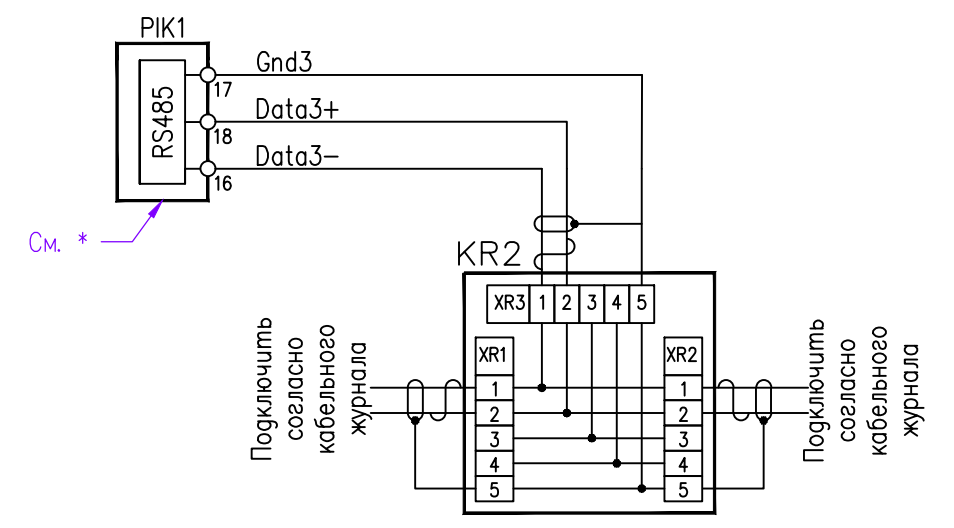 PIK1
RS485
Gnd3
17
Data3+
18
Data3-
16
См. *
KR2
XR3 1 2 3 4 5
XR1
1
2
3
4
5
XR2
1
2
3
4
5
Подключить
согласно
кабельного
журнала
Подключить
согласно
кабельного
журнала